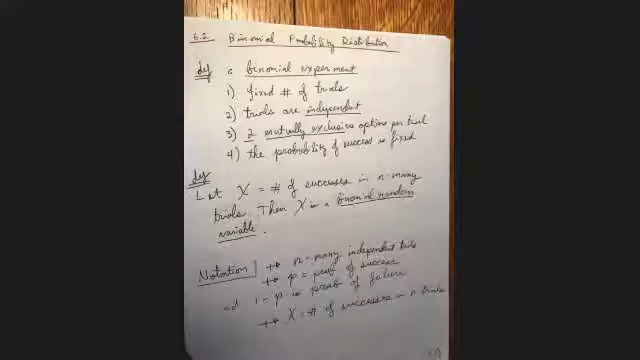 6.2 Binomial Probability Distribution
def a binomial experiment
1) fixed # of trials
2) trials are independent
3) 2 mutually exclusive options per trial
4) the probability of success is fixed
def
Let X = # of successes in n-many
trials. Then X is a binomial random
variable.
Notation n-many independent trials
p = prob of success
and 1 - p is prob of failure
X = # of successes in n trials